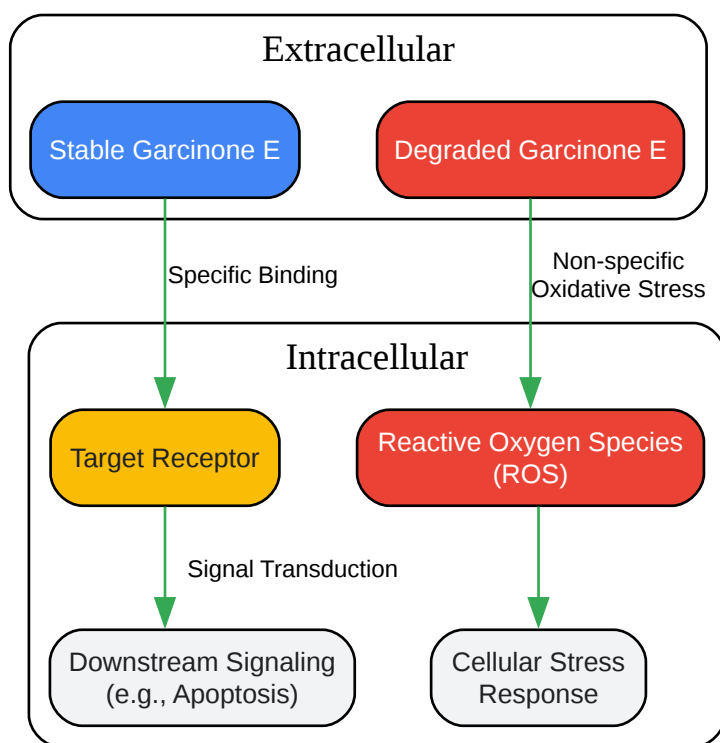 Extracellular
Stable Garcinone E
Degraded Garcinone E
Specific Binding
Non-specific
Oxidative Stress
Intracellular
Target Receptor
Reactive Oxygen Species
(ROS)
Signal Transduction
Downstream Signaling
(e.g., Apoptosis)
Cellular Stress
Response